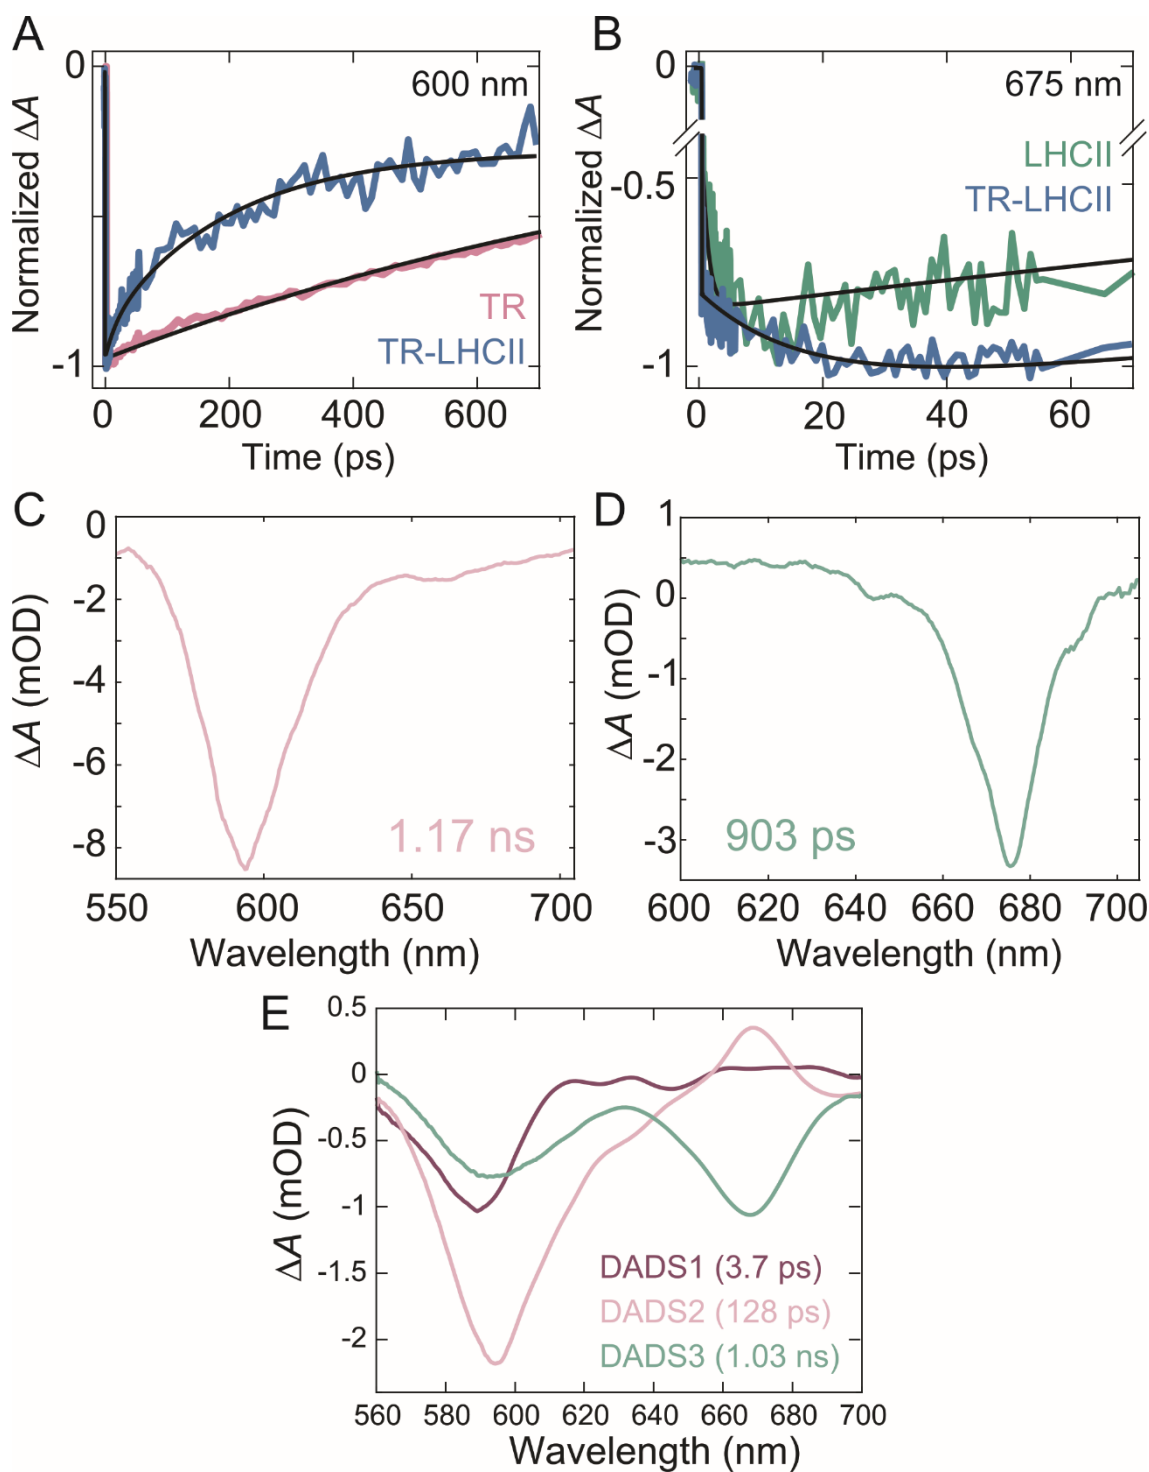 A
0
-1
Normalized ΔA
600 nm
TR
TR-LHCII
0 200 400 600
Time (ps)
B
0
-0.5
-1
Normalized ΔA
675 nm
LHCII
TR-LHCII
0 20 40 60
Time (ps)
C
0
-2
-4
-6
-8
ΔA (mOD)
1.17 ns
550 600 650 700
Wavelength (nm)
D
1
0
-1
-2
-3
ΔA (mOD)
903 ps
600 620 640 660 680 700
Wavelength (nm)
E
0.5
0
-0.5
-1
-1.5
-2
ΔA (mOD)
DADS1 (3.7 ps)
DADS2 (128 ps)
DADS3 (1.03 ns)
560 580 600 620 640 660 680 700
Wavelength (nm)